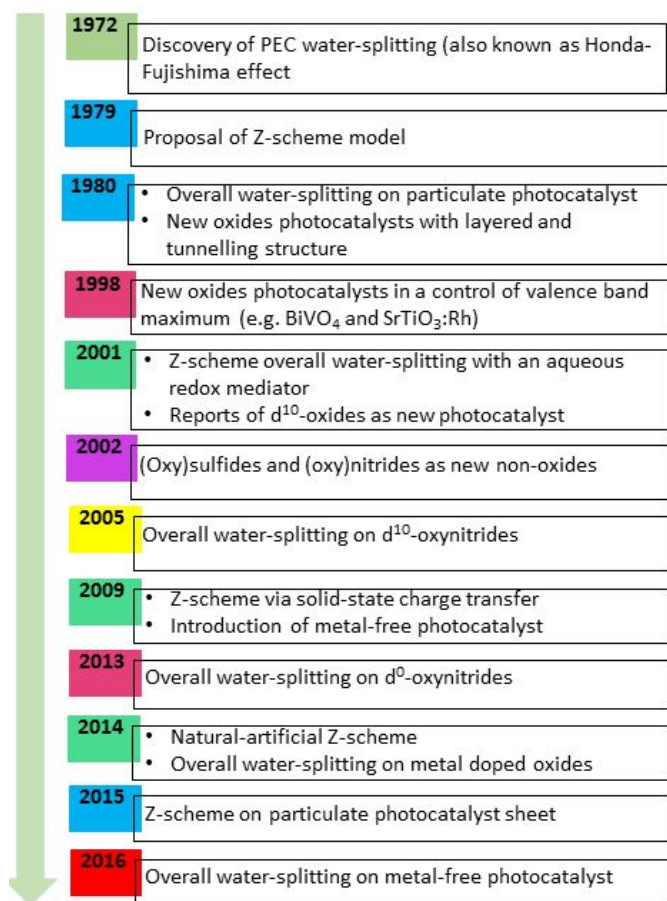 1972
Discovery of PEC water-splitting (also known as Honda-
Fujishima effect
1979
Proposal of Z-scheme model
1980
• Overall water-splitting on particulate photocatalyst
• New oxides photocatalysts with layered and
tunnelling structure
1998
New oxides photocatalysts in a control of valence band
maximum (e.g. BiVO₄ and SrTiO₃:Rh)
2001
• Z-scheme overall water-splitting with an aqueous
redox mediator
• Reports of d¹⁰-oxides as new photocatalyst
2002
(Oxy)sulfides and (oxy)nitrides as new non-oxides
2005
Overall water-splitting on d¹⁰-oxynitrides
2009
• Z-scheme via solid-state charge transfer
• Introduction of metal-free photocatalyst
2013
Overall water-splitting on d⁰-oxynitrides
2014
• Natural-artificial Z-scheme
• Overall water-splitting on metal doped oxides
2015
Z-scheme on particulate photocatalyst sheet
2016
Overall water-splitting on metal-free photocatalyst